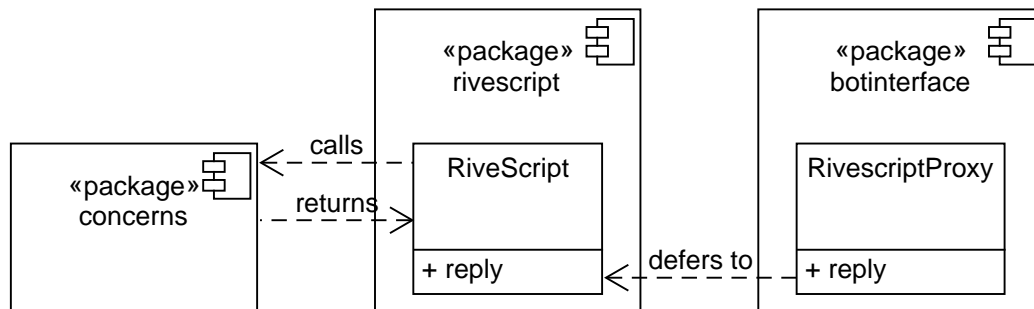 «package»
rivescript
«package»
botinterface
calls
RiveScript
RivescriptProxy
«package»
concerns
returns
+ reply
defers to
+ reply